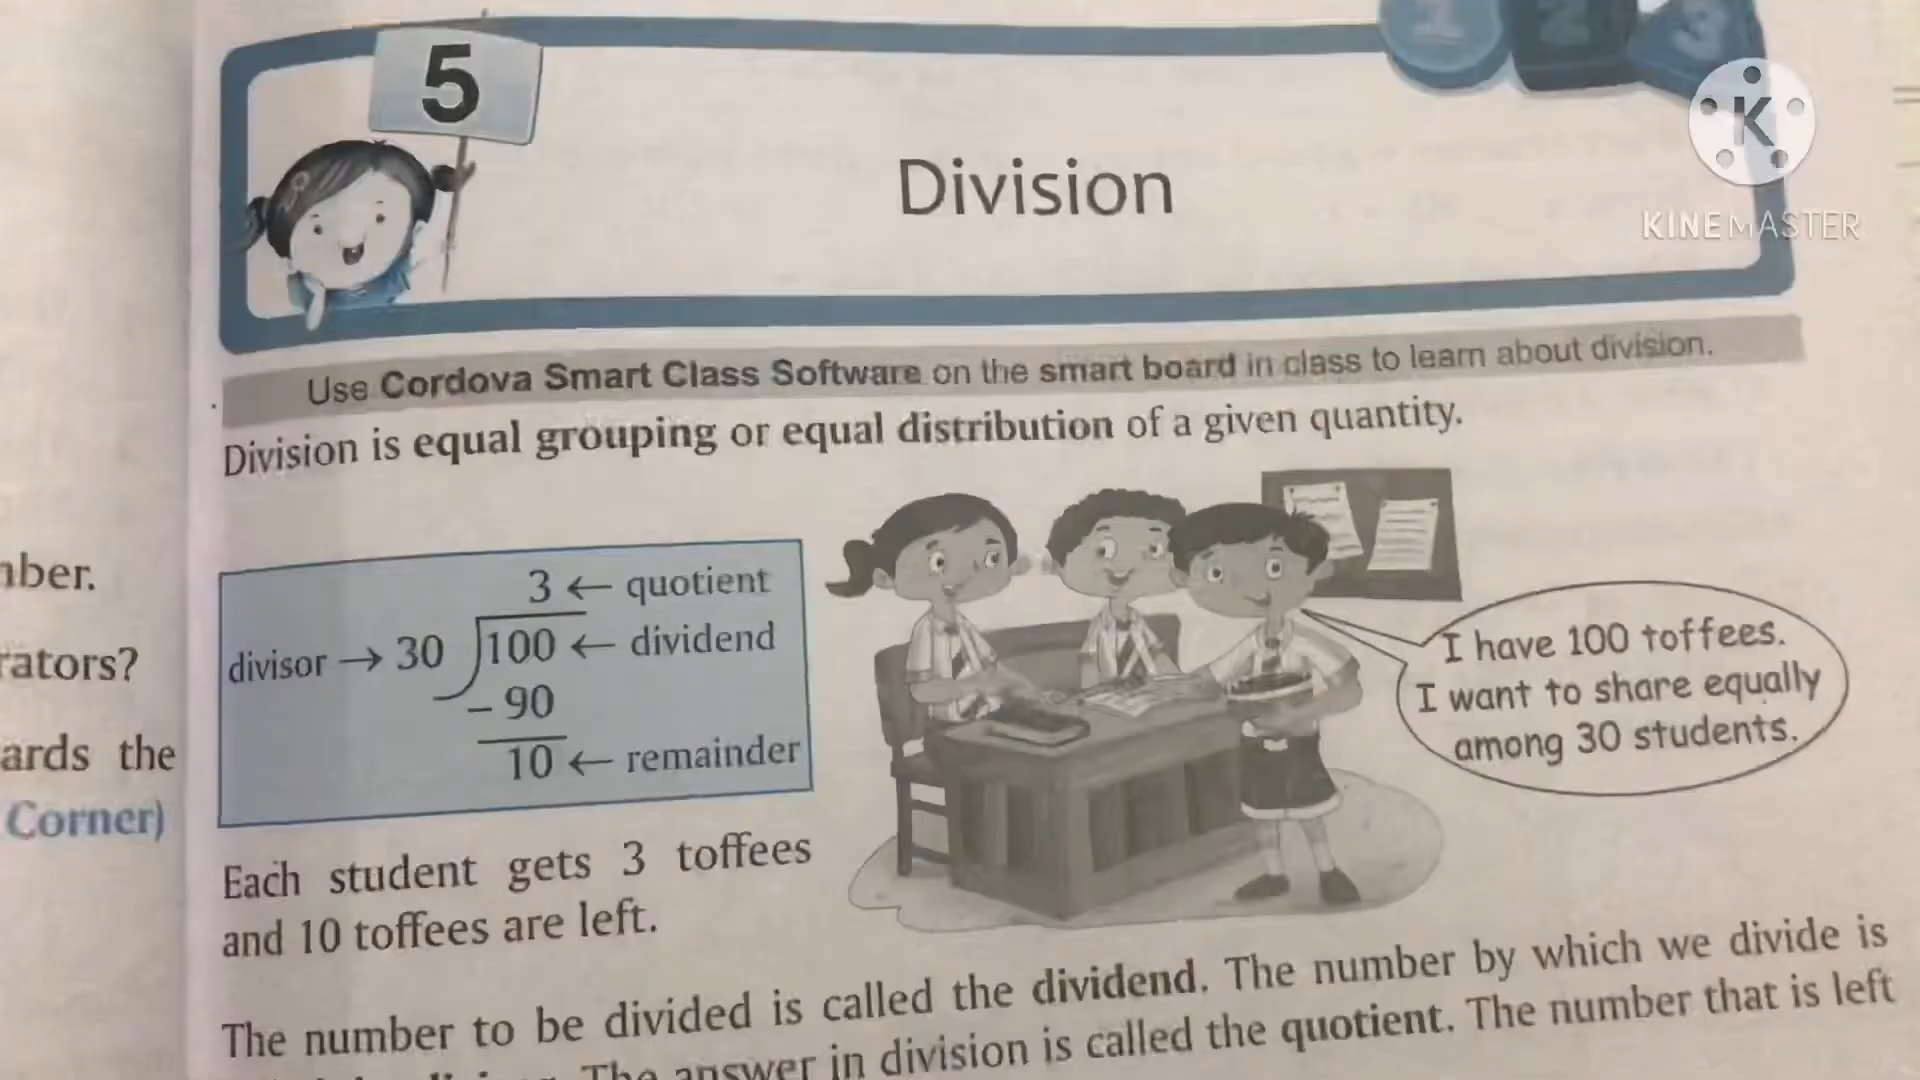 1 2 3
5
Division
K
KINEMASTER
Use Cordova Smart Class Software on the smart board in class to learn about division.
Division is equal grouping or equal distribution of a given quantity.
3 ← quotient
divisor → 30 100 ← dividend
– 90
10 ← remainder
I have 100 toffees.
I want to share equally
among 30 students.
Each student gets 3 toffees
and 10 toffees are left.
The number to be divided is called the dividend. The number by which we divide is
The answer in division is called the quotient. The number that is left
ards the
Corner)